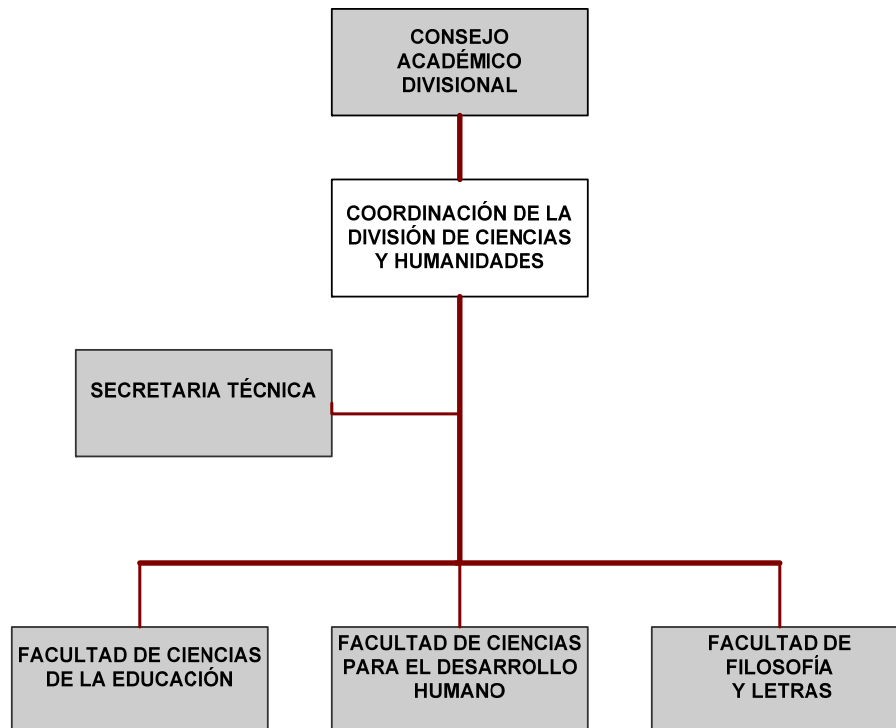 CONSEJO
ACADÉMICO
DIVISIONAL
COORDINACIÓN DE LA
DIVISIÓN DE CIENCIAS
Y HUMANIDADES
SECRETARIA TÉCNICA
FACULTAD DE CIENCIAS
DE LA EDUCACIÓN
FACULTAD DE CIENCIAS
PARA EL DESARROLLO
HUMANO
FACULTAD DE
FILOSOFÍA
Y LETRAS